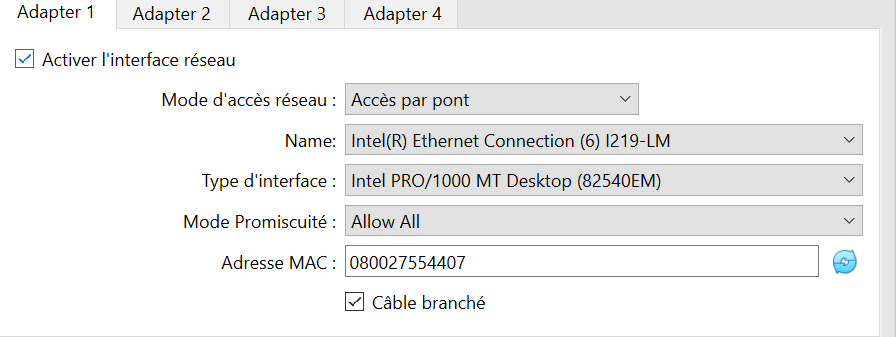 Adapter 1 Adapter 2 Adapter 3 Adapter 4
Activer l'interface réseau
Mode d'accès réseau : Accès par pont
Name: Intel(R) Ethernet Connection (6) I219-LM
Type d'interface : Intel PRO/1000 MT Desktop (82540EM)
Mode Promiscuité : Allow All
Adresse MAC : 080027554407
Câble branché